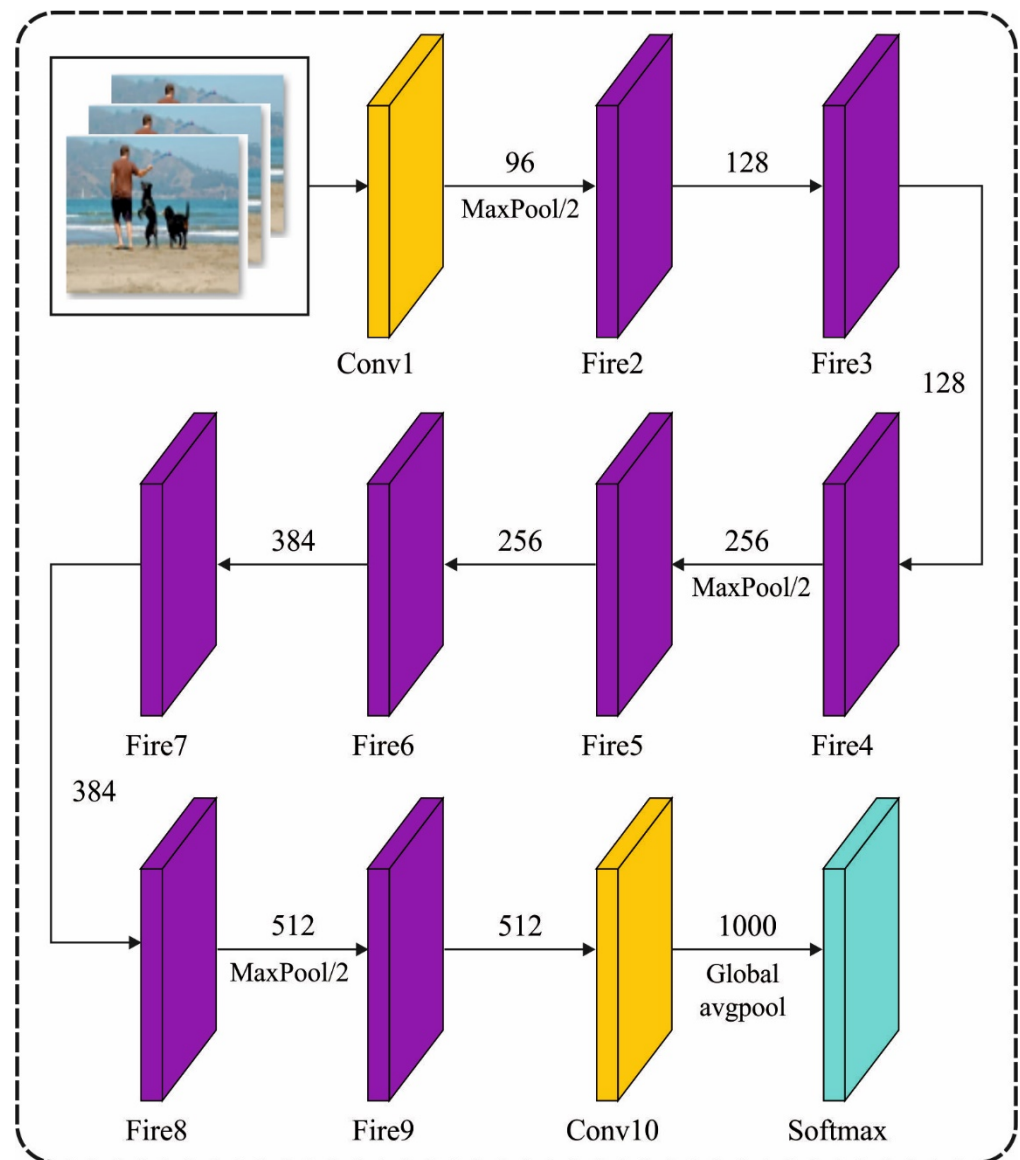 96
MaxPool/2
128
Conv1
Fire2
Fire3
128
384
256
256
MaxPool/2
Fire7
Fire6
Fire5
Fire4
384
512
MaxPool/2
512
1000
Global
avgpool
Fire8
Fire9
Conv10
Softmax